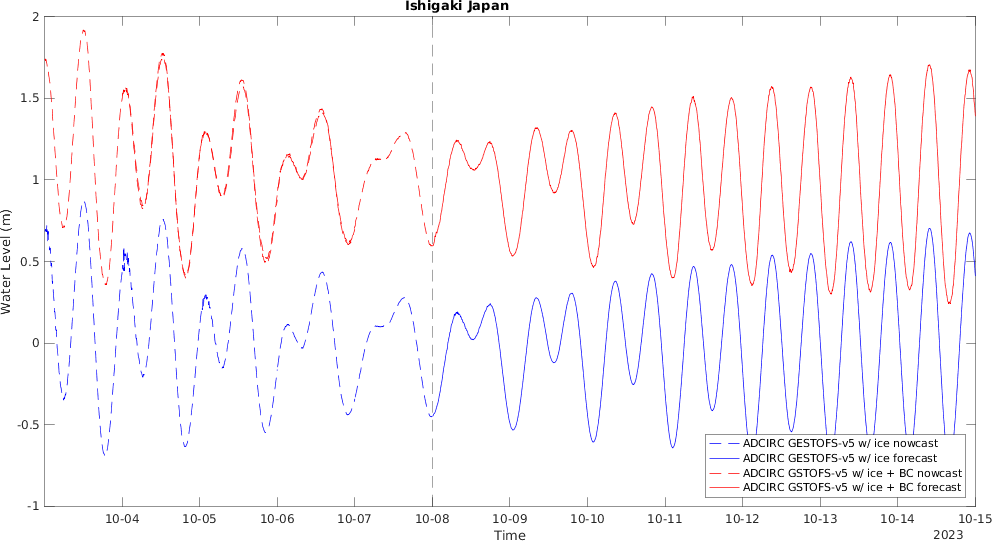 Ishigaki Japan
Water Level (m)
2
1.5
1
0.5
0
-0.5
-1
10-04 10-05 10-06 10-07 10-08 10-09 10-10 10-11 10-12 10-13 10-14 10-15
Time
2023
ADCIRC GESTOFS-v5 w/ ice nowcast
ADCIRC GESTOFS-v5 w/ ice forecast
ADCIRC GSTOFS-v5 w/ ice + BC nowcast
ADCIRC GSTOFS-v5 w/ ice + BC forecast